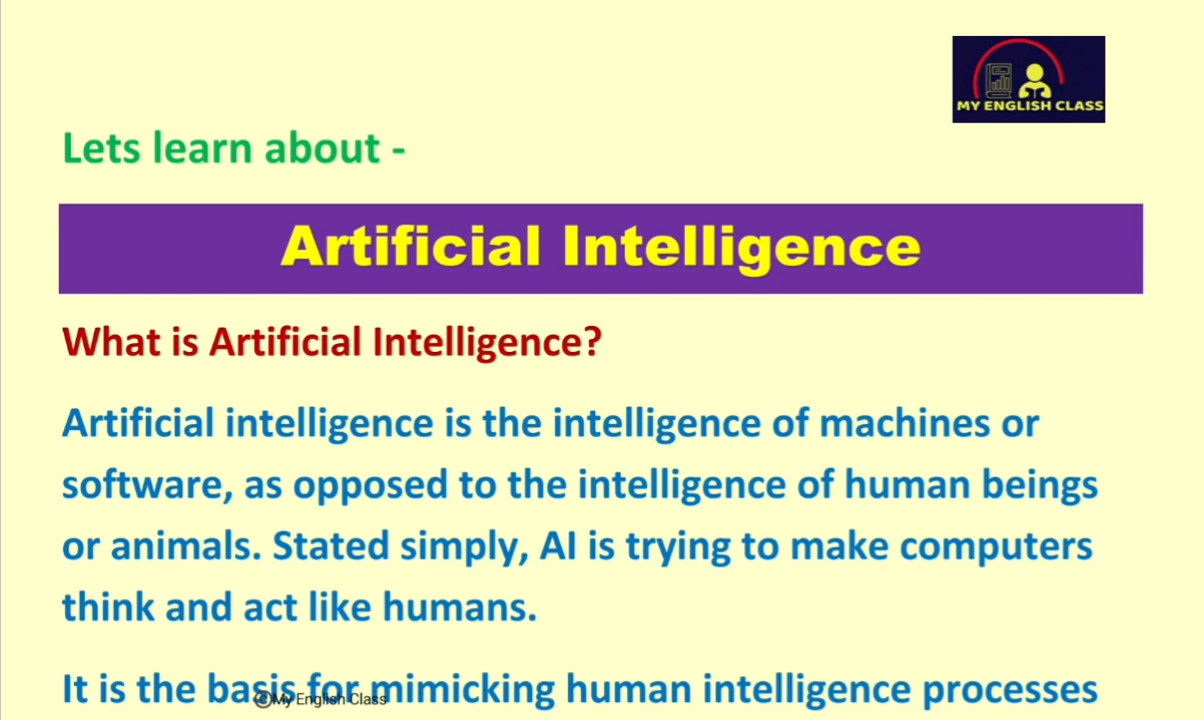 MY ENGLISH CLASS
Lets learn about -
Artificial Intelligence
What is Artificial Intelligence?
Artificial intelligence is the intelligence of machines or
software, as opposed to the intelligence of human beings
or animals. Stated simply, AI is trying to make computers
think and act like humans.
It is the basis for mimicking human intelligence processes
©My English Class